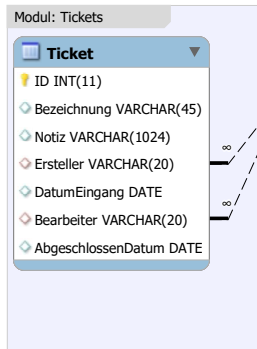 Modul: Tickets
Ticket
ID INT(11)
Bezeichnung VARCHAR(45)
Notiz VARCHAR(1024)
Ersteller VARCHAR(20)
∞
DatumEingang DATE
Bearbeiter VARCHAR(20)
∞
AbgeschlossenDatum DATE